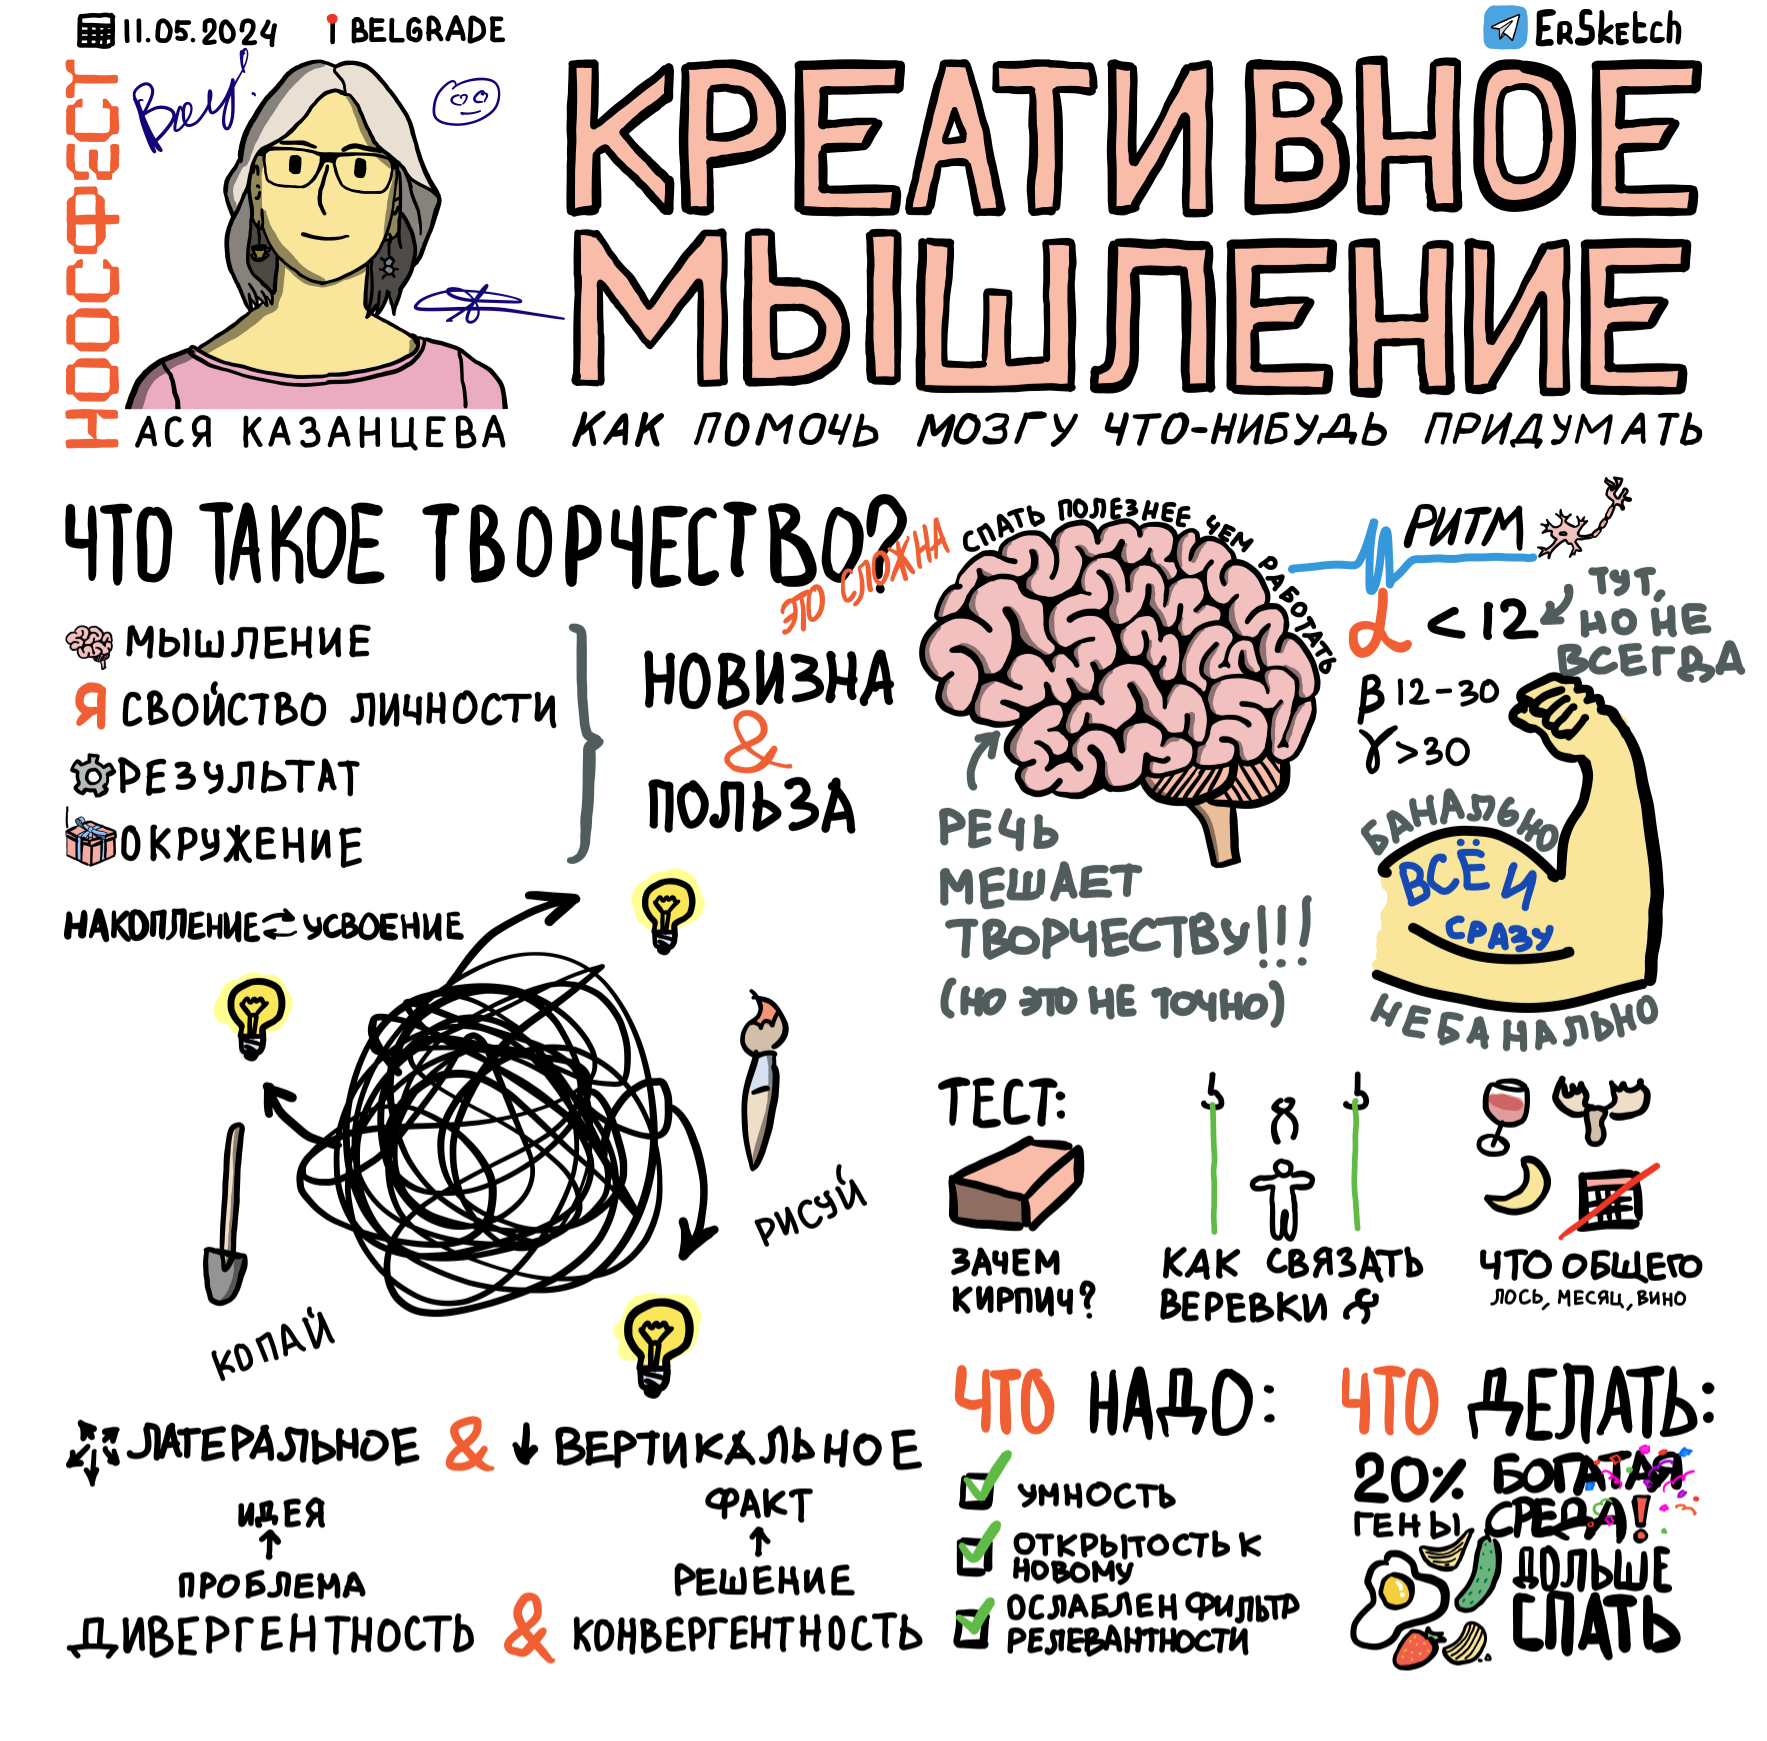 11.05.2024
BELGRADE
ErSketch
НООСФЕСТ
КРЕАТИВНОЕ
МЫШЛЕНИЕ
АСЯ КАЗАНЦЕВА
КАК ПОМОЧЬ МОЗГУ ЧТО-НИБУДЬ ПРИДУМАТЬ
ЧТО ТАКОЕ ТВОРЧЕСТВО?
ЭТО СЛОЖНА
МЫШЛЕНИЕ
Я СВОЙСТВО ЛИЧНОСТИ
РЕЗУЛЬТАТ
ОКРУЖЕНИЕ
НОВИЗНА
&
ПОЛЬЗА
НАКОПЛЕНИЕ⇄УСВОЕНИЕ
КОПАЙ
РИСУЙ
ЛАТЕРАЛЬНОЕ & ↓ ВЕРТИКАЛЬНОЕ
ИДЕЯ
↑
ПРОБЛЕМА
ФАКТ
↑
РЕШЕНИЕ
ДИВЕРГЕНТНОСТЬ & КОНВЕРГЕНТНОСТЬ
СПАТЬ ПОЛЕЗНЕЕ ЧЕМ РАБОТАТЬ
РЕЧЬ
МЕШАЕТ
ТВОРЧЕСТВУ!!!
(НО ЭТО НЕ ТОЧНО)
РИТМ
α < 12
ТУТ,
НО НЕ
ВСЕГДА
β 12-30
γ >30
БАНАЛЬНО
ВСЁ И
СРАЗУ
НЕБАНАЛЬНО
ТЕСТ:
ЗАЧЕМ
КИРПИЧ?
КАК СВЯЗАТЬ
ВЕРЕВКИ
ЧТО ОБЩЕГО
ЛОСЬ, МЕСЯЦ, ВИНО
ЧТО НАДО:
УМНОСТЬ
ОТКРЫТОСТЬ К
НОВОМУ
ОСЛАБЛЕН ФИЛЬТР
РЕЛЕВАНТНОСТИ
ЧТО ДЕЛАТЬ:
20%
ГЕНЫ
БОГАТАЯ
СРЕДА!
ДОЛЬШЕ
СПАТЬ